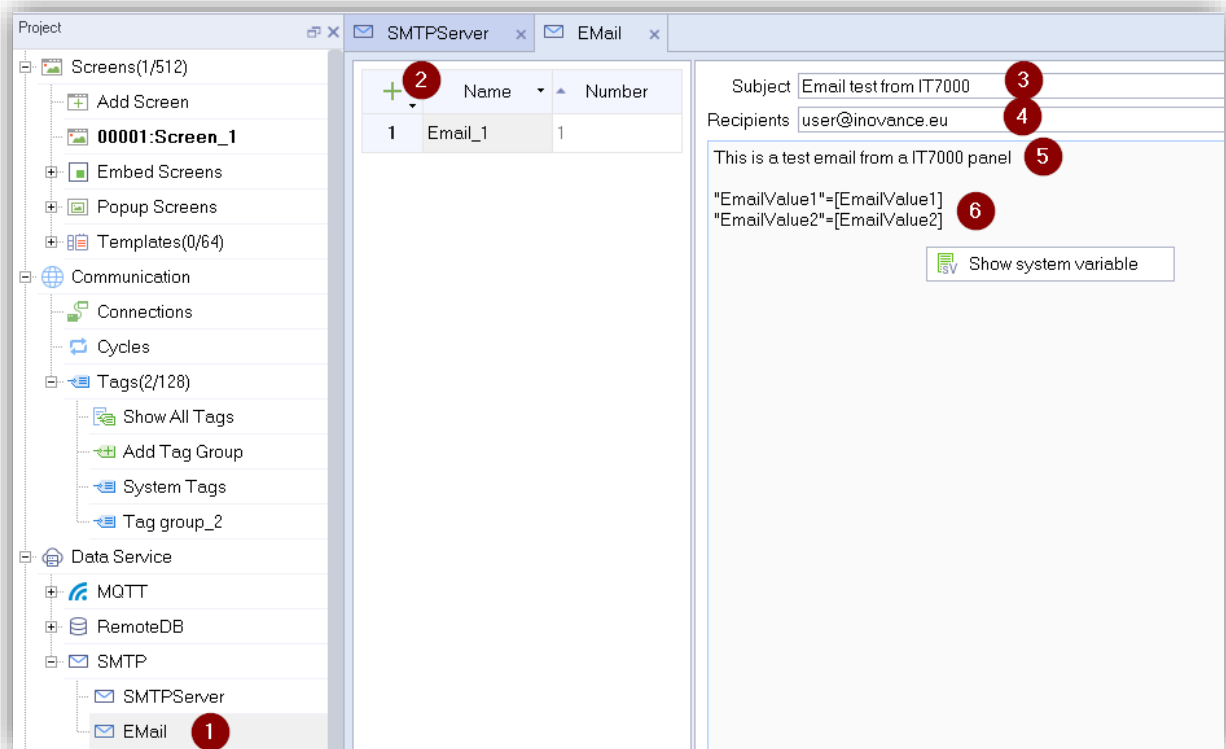 Project
Screens(1/512)
Add Screen
00001:Screen_1
Embed Screens
Popup Screens
Templates(0/64)
Communication
Connections
Cycles
Tags(2/128)
Show All Tags
Add Tag Group
System Tags
Tag group_2
Data Service
MQTT
RemoteDB
SMTP
SMTPServer
EMail 1
SMTPServer EMail
2 Name Number
1 Email_1 1
Subject Email test from IT7000 3
Recipients user@inovance.eu 4
This is a test email from a IT7000 panel 5
"EmailValue1"=[EmailValue1]
"EmailValue2"=[EmailValue2] 6
SV Show system variable